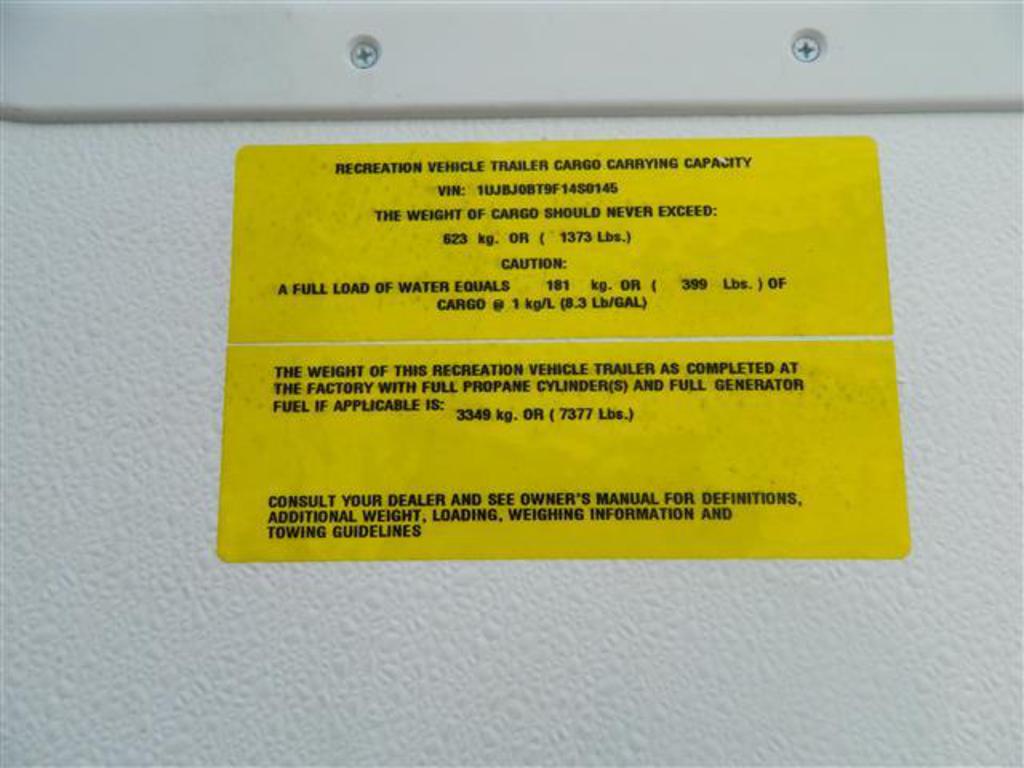 RECREATION VEHICLE TRAILER CARGO CARRYING CAPACITY
VIN: 1UJBJ0BT9F14S0145
THE WEIGHT OF CARGO SHOULD NEVER EXCEED:
623 kg. OR ( 1373 Lbs.)
CAUTION:
A FULL LOAD OF WATER EQUALS 181 kg. OR ( 399 Lbs. ) OF
CARGO @ 1 kg/L (8.3 Lb/GAL)
THE WEIGHT OF THIS RECREATION VEHICLE TRAILER AS COMPLETED AT
THE FACTORY WITH FULL PROPANE CYLINDER(S) AND FULL GENERATOR
FUEL IF APPLICABLE IS: 3349 kg. OR ( 7377 Lbs.)
CONSULT YOUR DEALER AND SEE OWNER'S MANUAL FOR DEFINITIONS,
ADDITIONAL WEIGHT, LOADING, WEIGHING INFORMATION AND
TOWING GUIDELINES